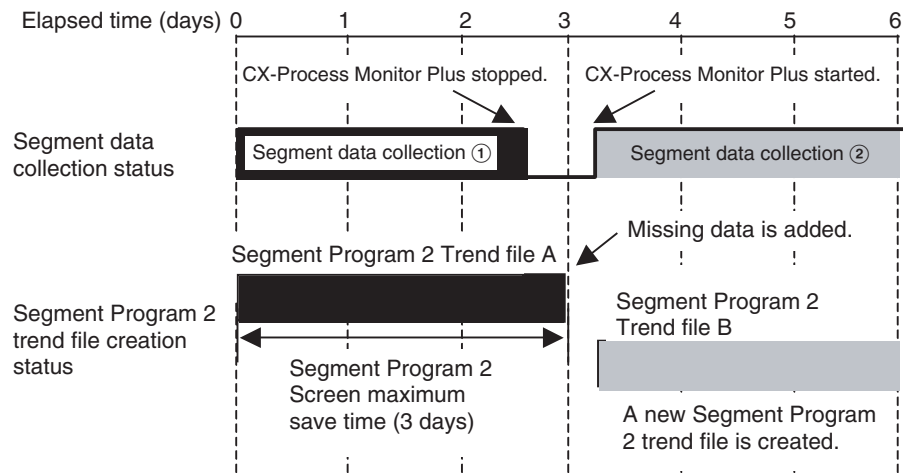 Elapsed time (days) 0 1 2 3 4 5 6
CX-Process Monitor Plus stopped.
CX-Process Monitor Plus started.
Segment data
collection status
Segment data collection ①
Segment data collection ②
Missing data is added.
Segment Program 2 Trend file A
Segment Program 2
trend file creation
status
Segment Program 2
Screen maximum
save time (3 days)
Segment Program 2
Trend file B
A new Segment Program
2 trend file is created.